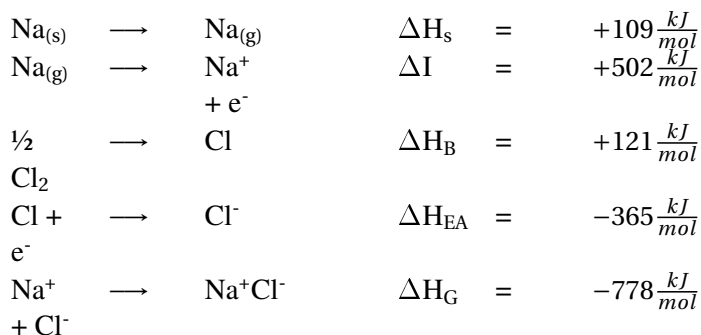 Na(s) ⟶ Na(g) ΔHs = +109 kJ/mol
Na(g) ⟶ Na⁺ ΔI = +502 kJ/mol
+ e⁻
½ ⟶ Cl ΔHB = +121 kJ/mol
Cl₂
Cl + ⟶ Cl⁻ ΔHEA = −365 kJ/mol
e⁻
Na⁺ ⟶ Na⁺Cl⁻ ΔHG = −778 kJ/mol
+ Cl⁻